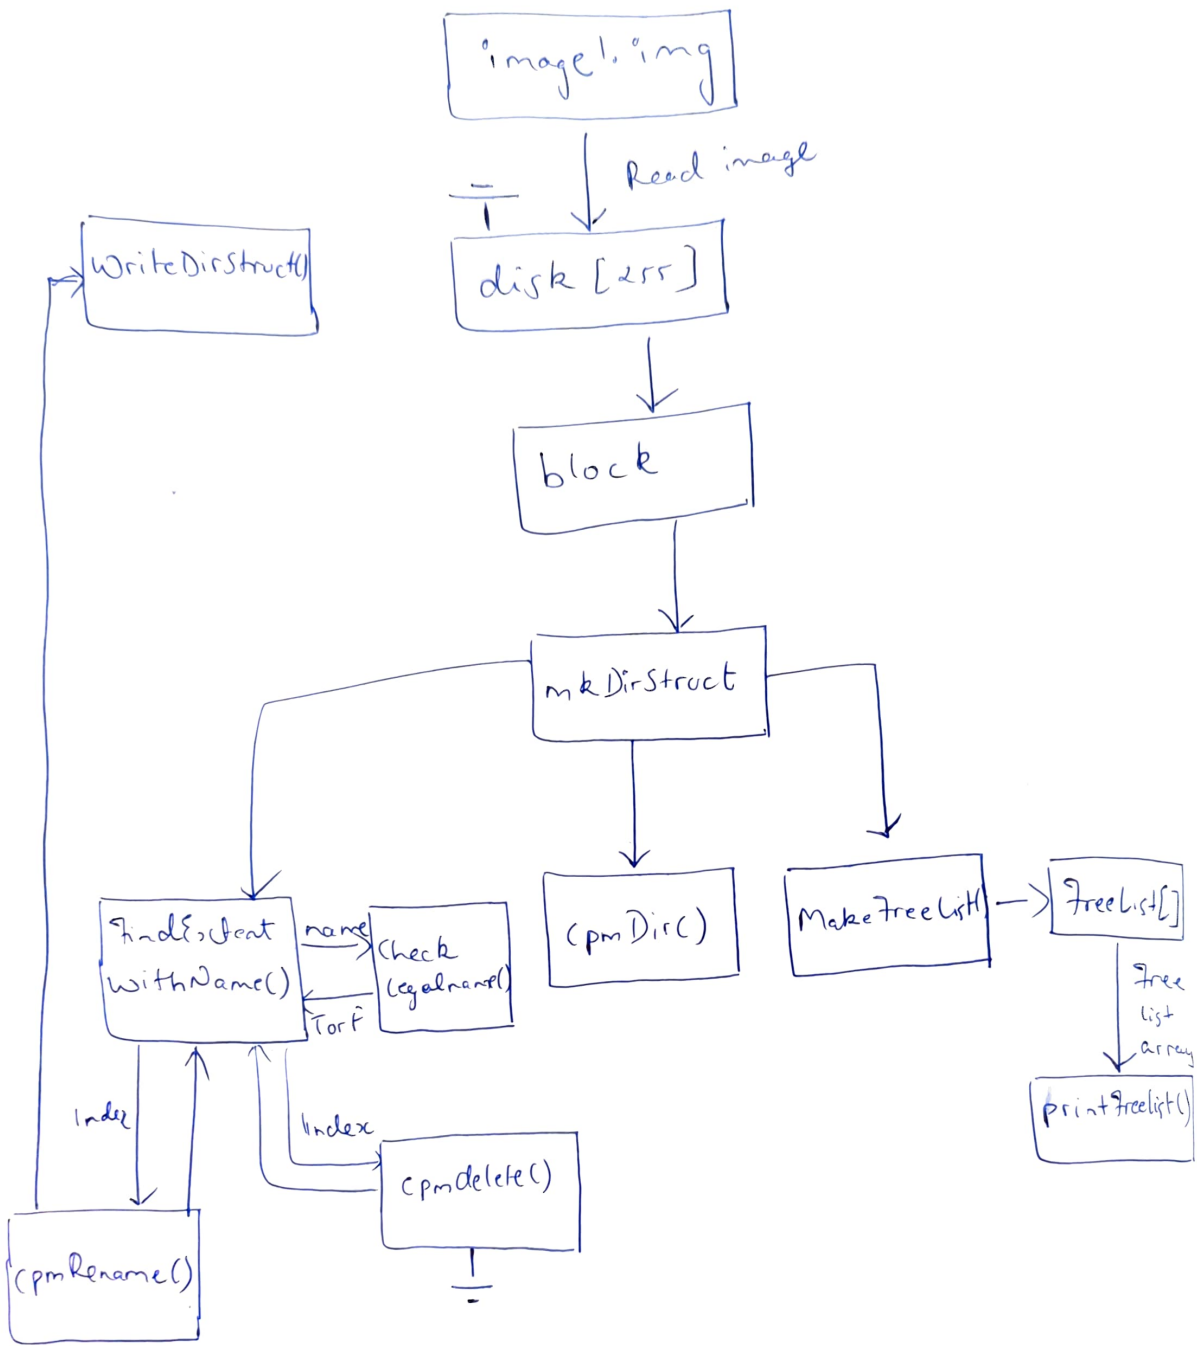 image1.img
Read image
disk [255]
WriteDirStruct()
block
mkDirStruct
FindExtent
withName()
name
Check
Legalname()
TorF
cpmDir()
MakeFreeList()
FreeList[]
Free
list
array
printFreelist()
Index
Index
cpmdelete()
cpmRename()